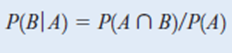 P(B|A) = P(A ∩ B)/P(A)